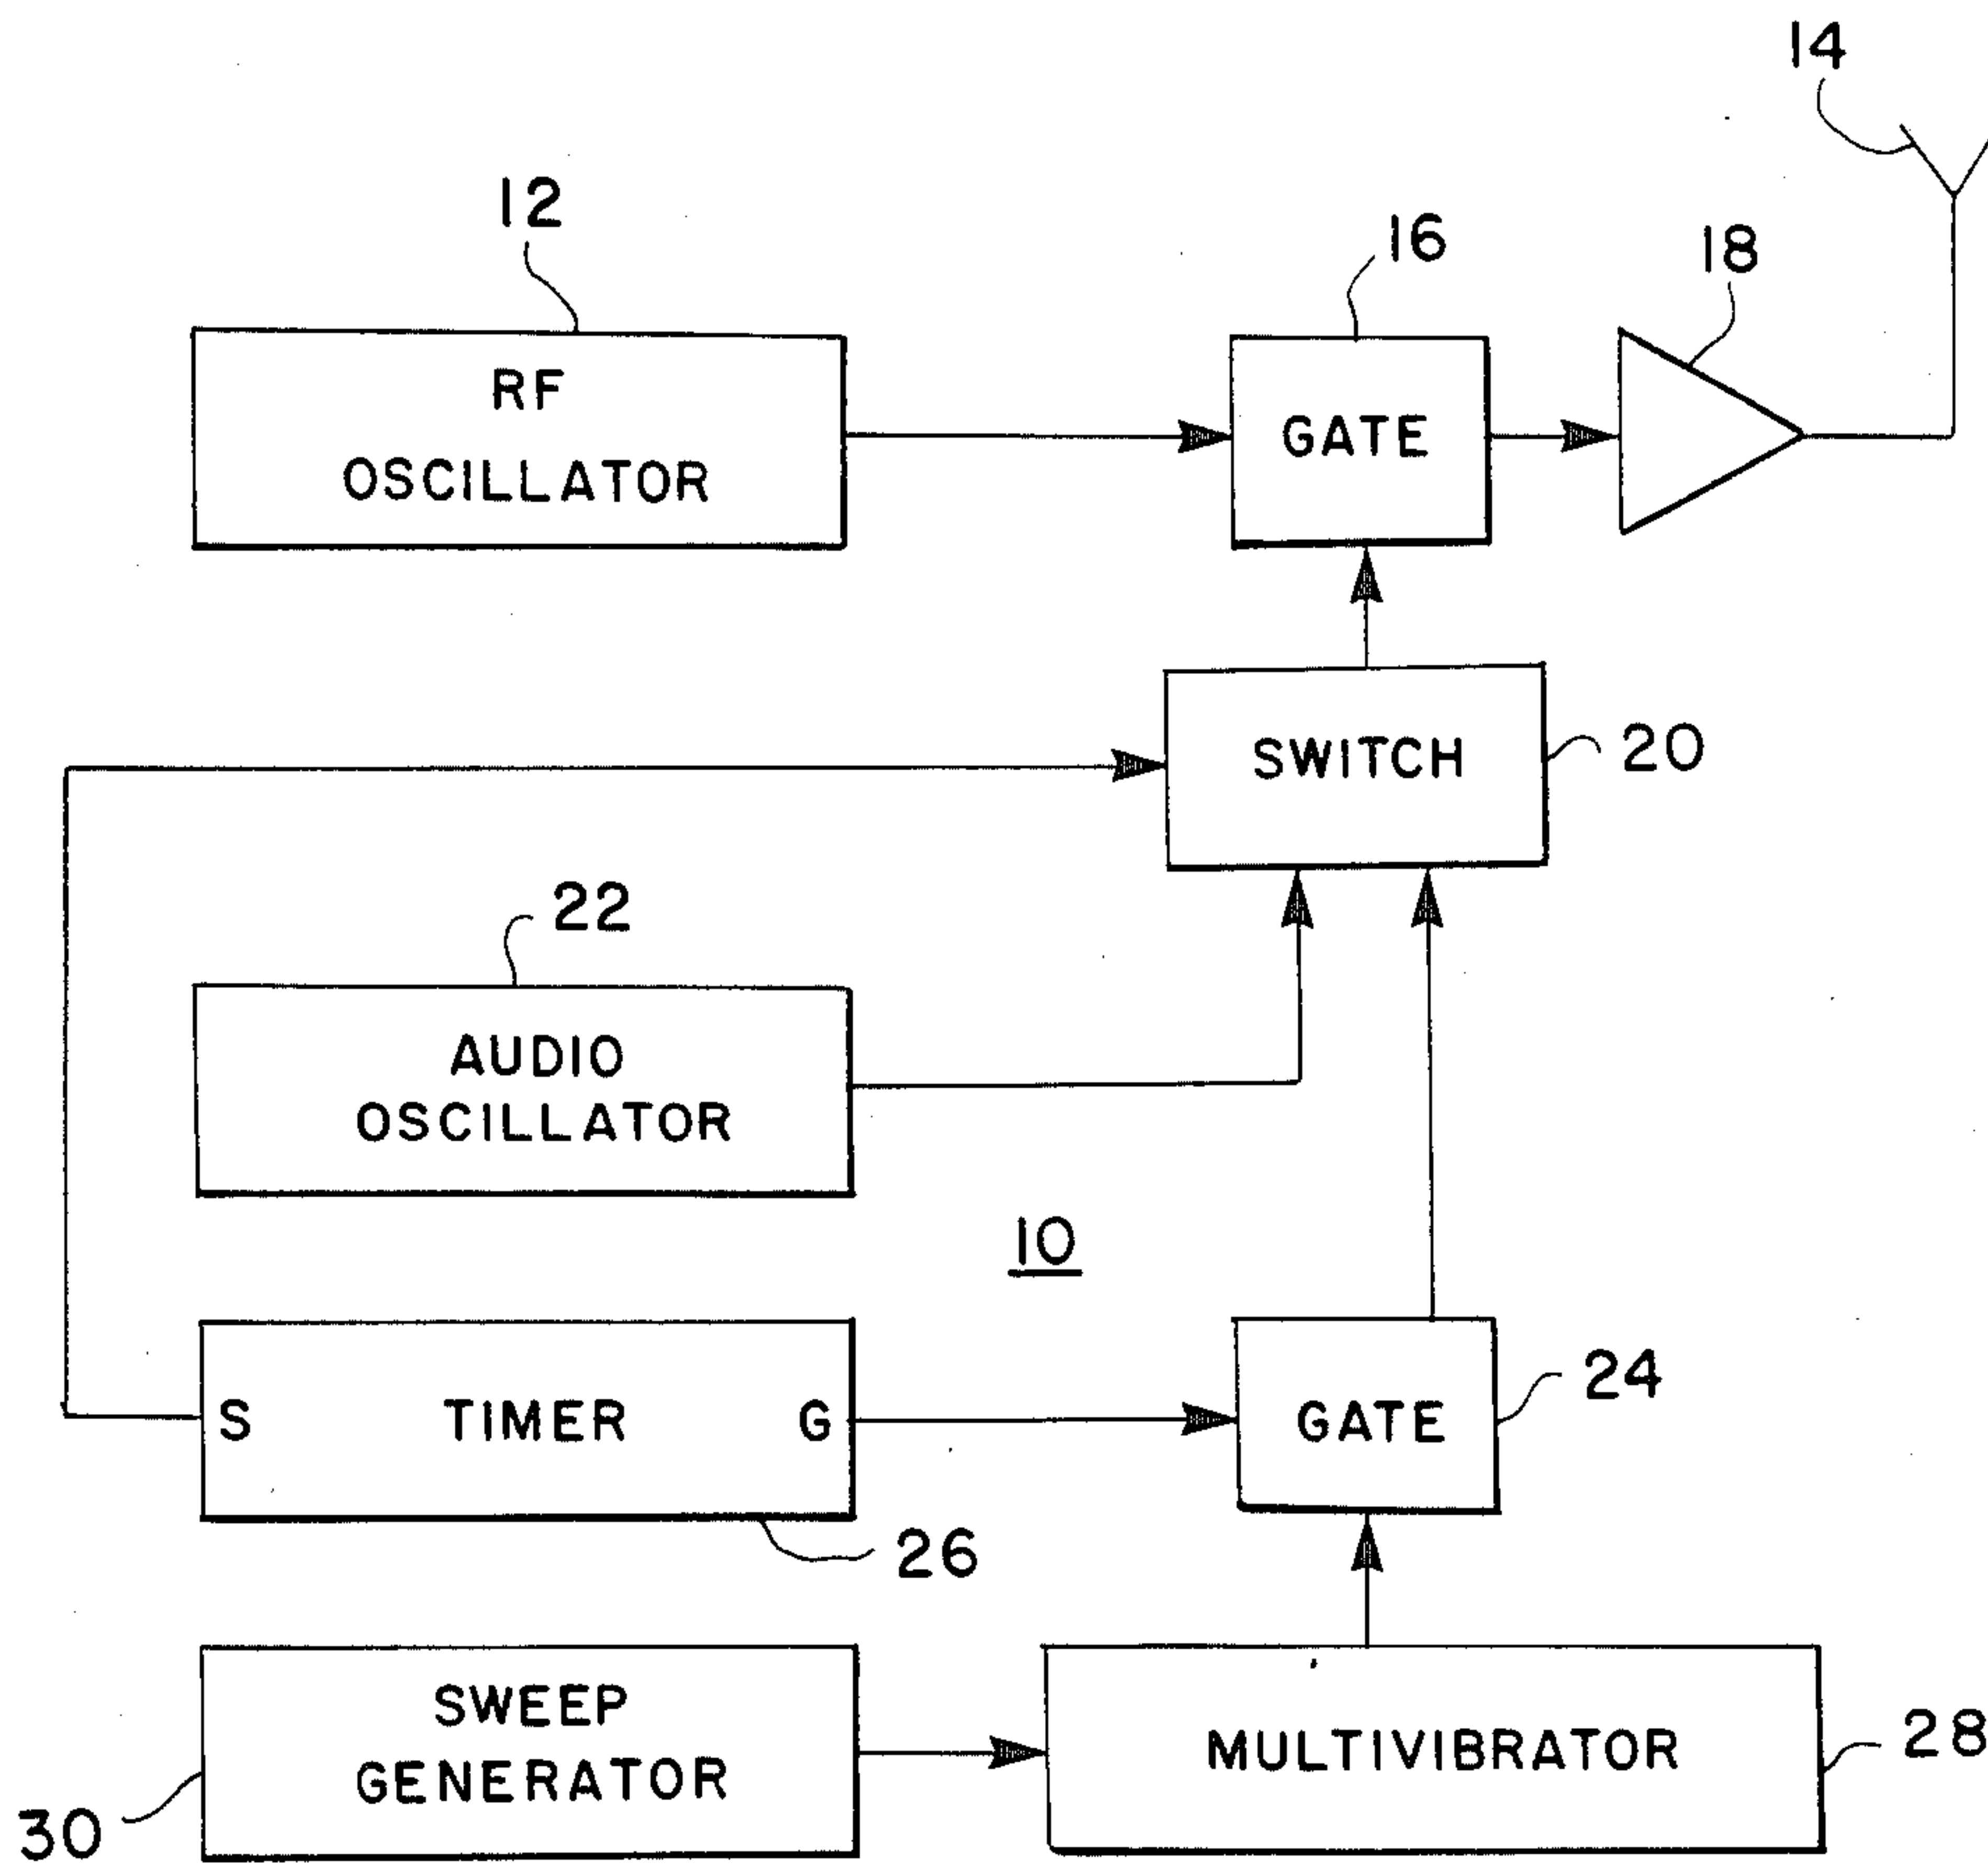 14
12
16
18
RF
OSCILLATOR
GATE
SWITCH
20
22
AUDIO
OSCILLATOR
10
S TIMER G
GATE
24
26
SWEEP
GENERATOR
MULTIVIBRATOR
28
30